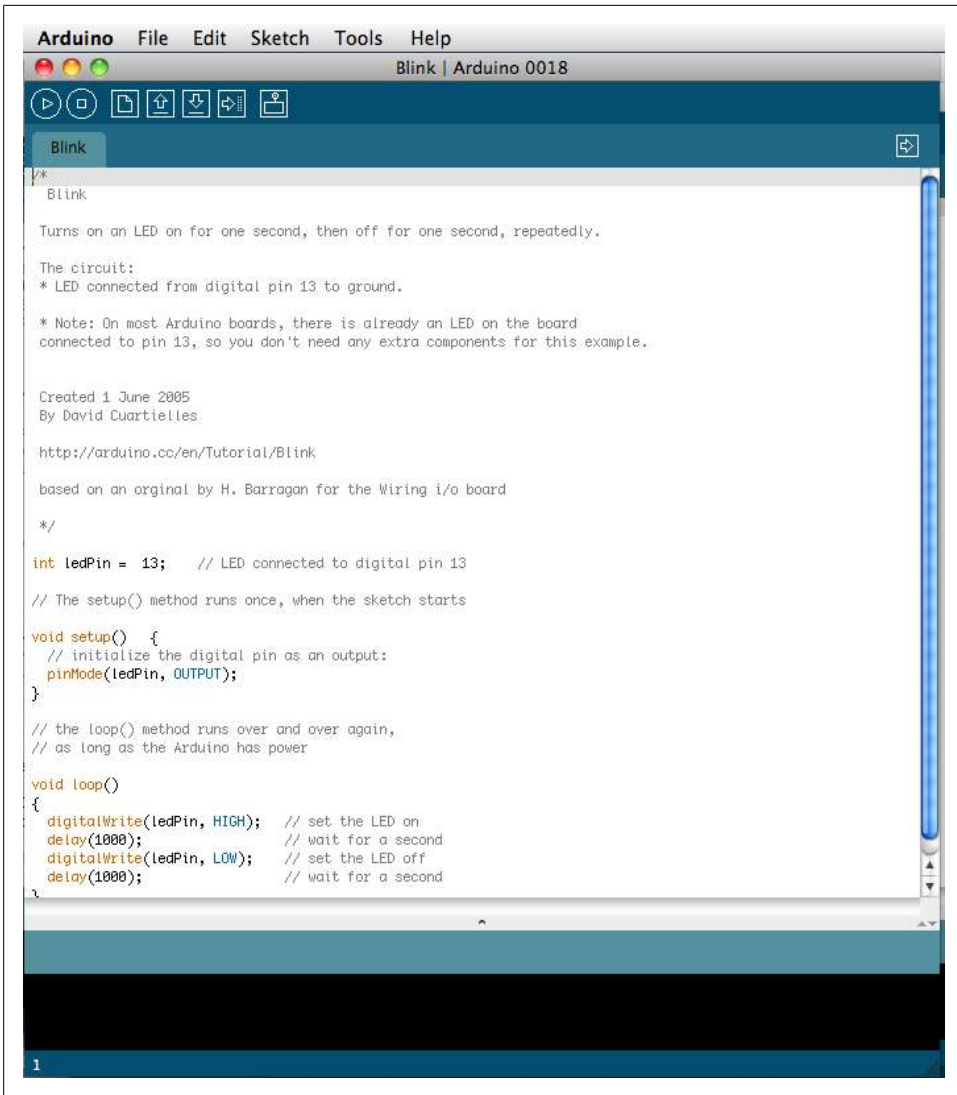 Arduino File Edit Sketch Tools Help
Blink | Arduino 0018
Blink
/*
  Blink

 Turns on an LED on for one second, then off for one second, repeatedly.

 The circuit:
 * LED connected from digital pin 13 to ground.

 * Note: On most Arduino boards, there is already an LED on the board
 connected to pin 13, so you don't need any extra components for this example.


 Created 1 June 2005
 By David Cuartielles

 http://arduino.cc/en/Tutorial/Blink

 based on an orginal by H. Barragan for the Wiring i/o board

 */

int ledPin =  13;    // LED connected to digital pin 13

// The setup() method runs once, when the sketch starts

void setup()   {
  // initialize the digital pin as an output:
  pinMode(ledPin, OUTPUT);
}

// the loop() method runs over and over again,
// as long as the Arduino has power

void loop()
{
  digitalWrite(ledPin, HIGH);   // set the LED on
  delay(1000);                  // wait for a second
  digitalWrite(ledPin, LOW);    // set the LED off
  delay(1000);                  // wait for a second
}
1